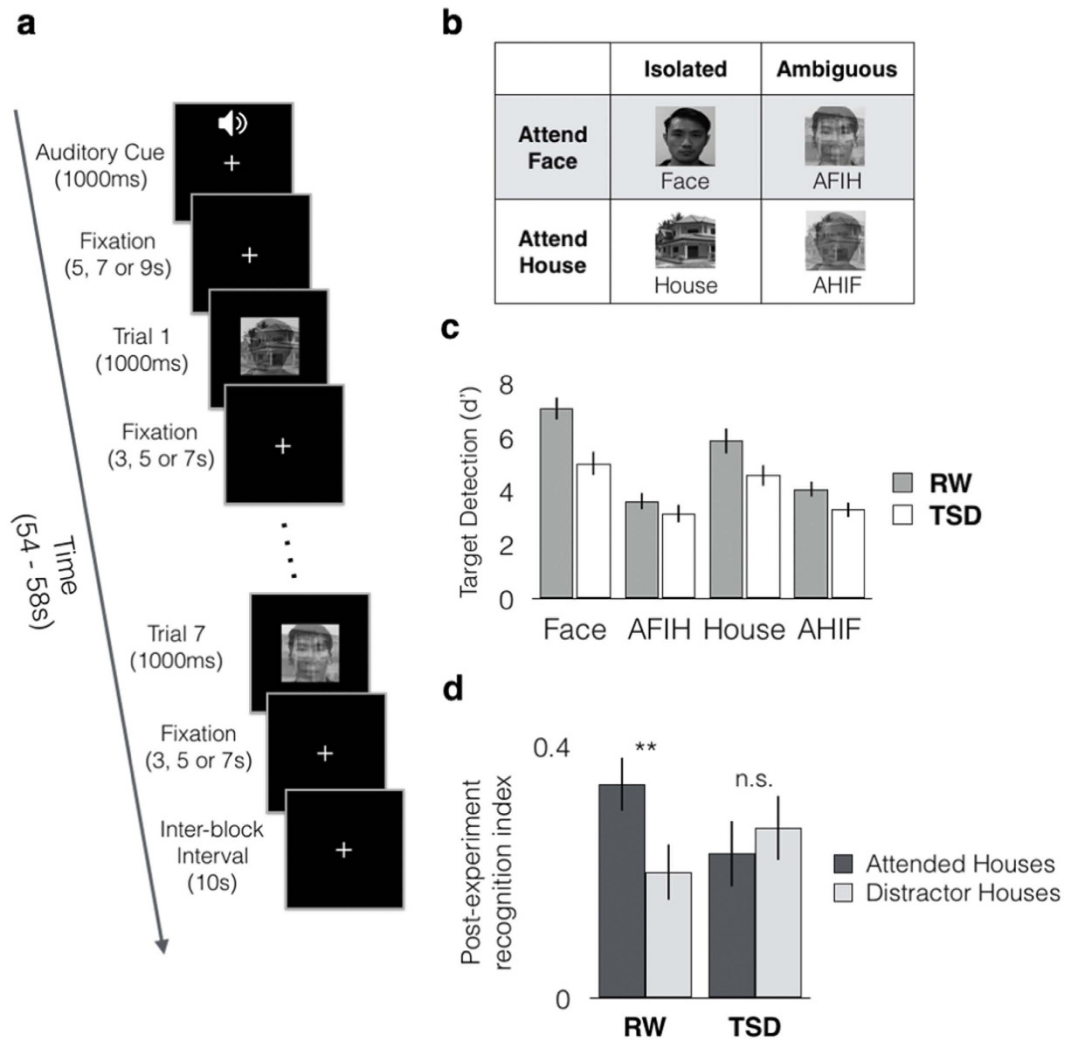 a
Auditory Cue
(1000ms)
Fixation
(5, 7 or 9s)
Trial 1
(1000ms)
Fixation
(3, 5 or 7s)
Time
(54 - 58s)
Trial 7
(1000ms)
Fixation
(3, 5 or 7s)
Inter-block
Interval
(10s)
b
Isolated Ambiguous
Attend
Face
Face AFIH
Attend
House
House AHIF
c
Target Detection (d')
8
6
4
2
0
Face AFIH House AHIF
RW
TSD
d
Post-experiment
recognition index
0.4
0
**
n.s.
RW TSD
Attended Houses
Distractor Houses